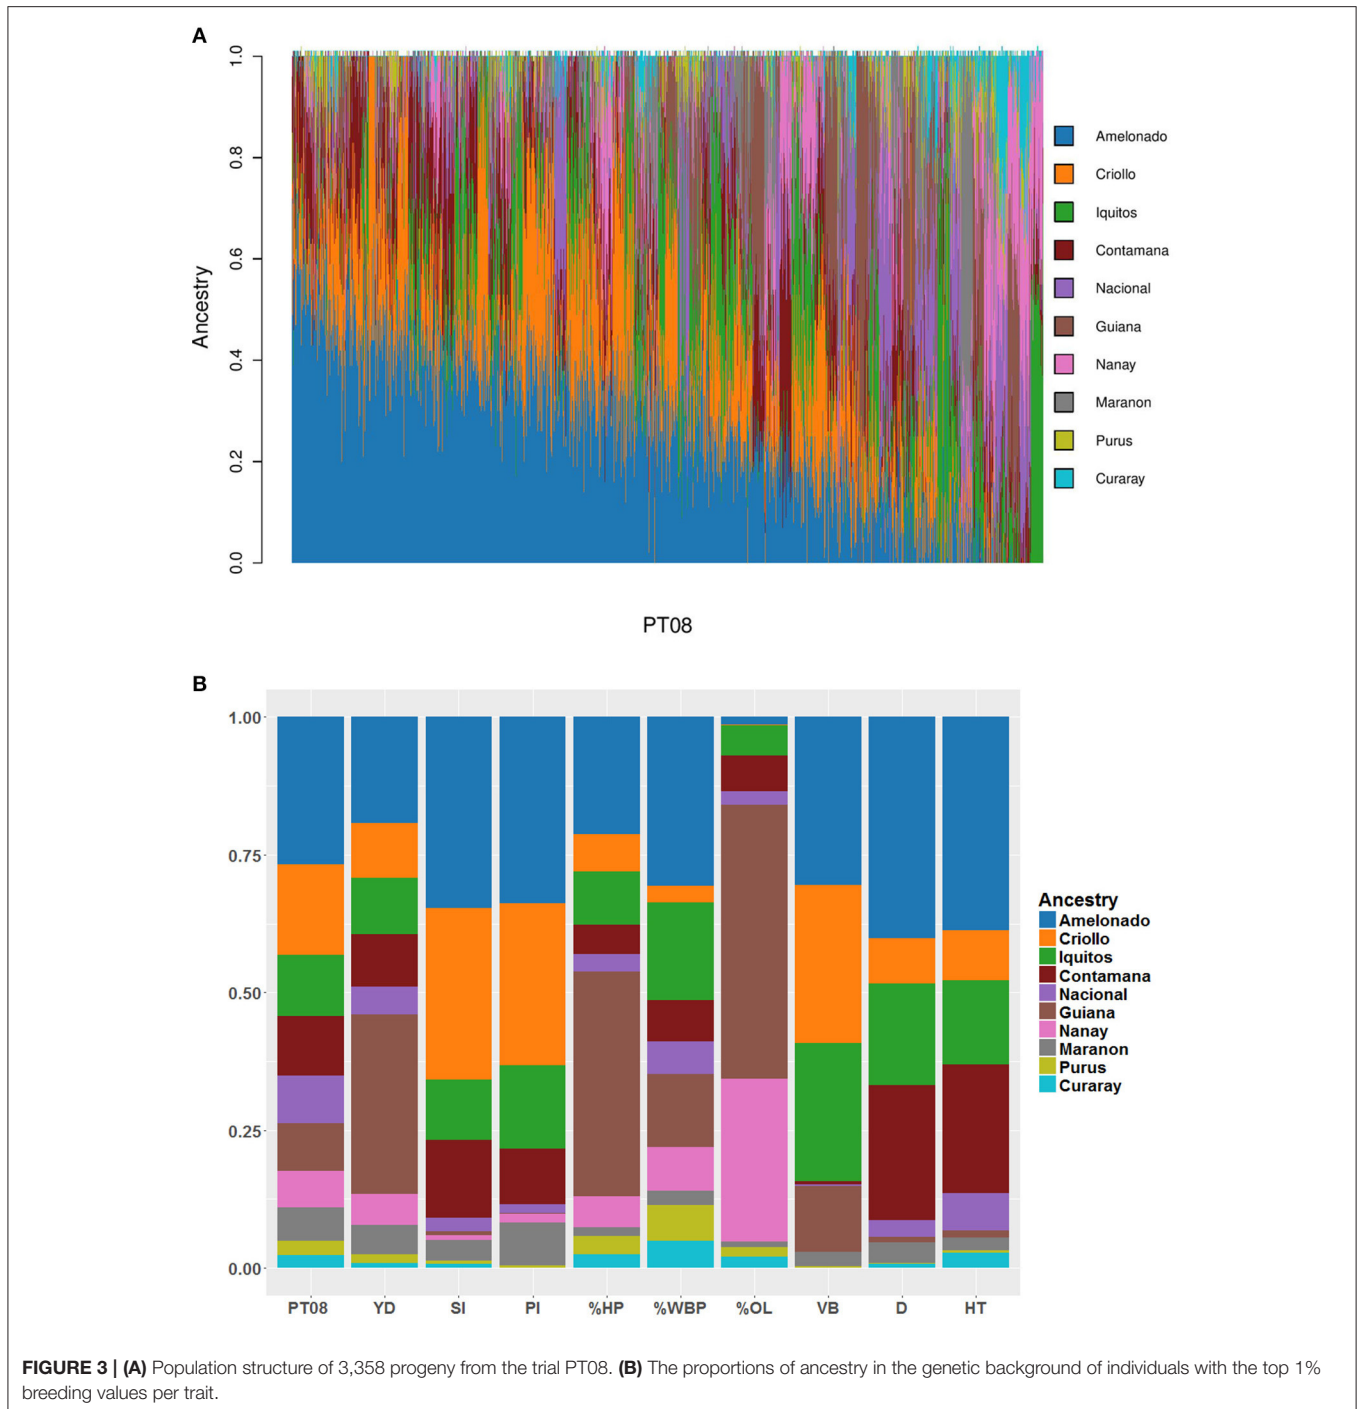 A
1.0
0.8
0.6
0.4
0.2
0.0
Ancestry
PT08
Amelonado
Criollo
Iquitos
Contamana
Nacional
Guiana
Nanay
Maranon
Purus
Curaray
B
1.00
0.75
0.50
0.25
0.00
PT08 YD SI PI %HP %WBP %OL VB D HT
Ancestry
Amelonado
Criollo
Iquitos
Contamana
Nacional
Guiana
Nanay
Maranon
Purus
Curaray
FIGURE 3 | (A) Population structure of 3,358 progeny from the trial PT08. (B) The proportions of ancestry in the genetic background of individuals with the top 1%
breeding values per trait.